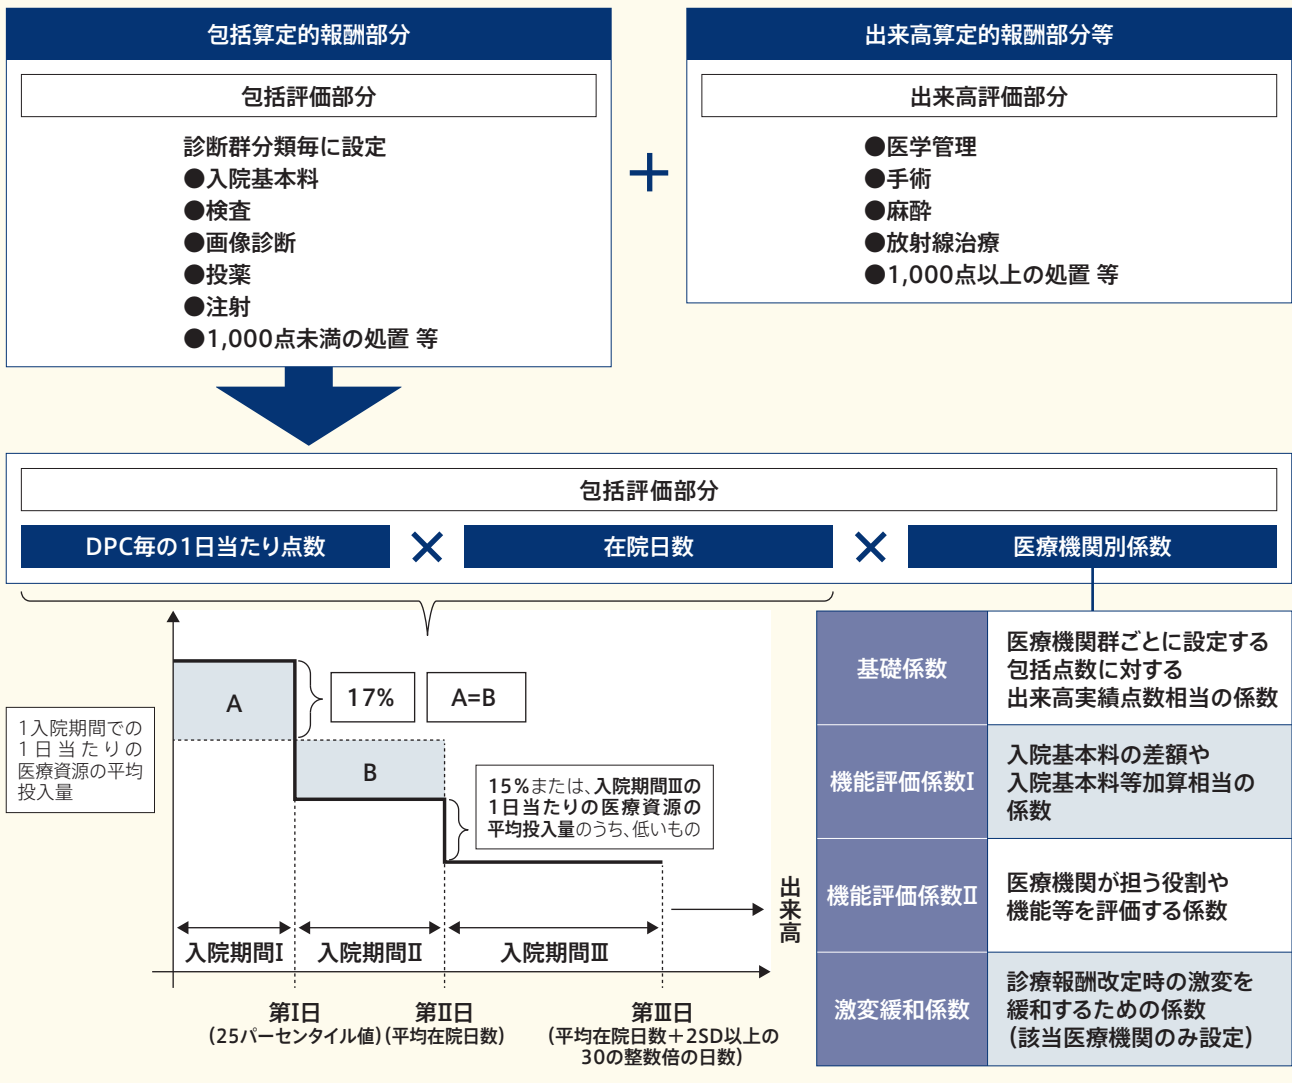 包括算定的報酬部分
包括評価部分
診断群分類毎に設定
●入院基本料
●検査
●画像診断
●投薬
●注射
●1,000点未満の処置 等
＋
出来高算定的報酬部分等
出来高評価部分
●医学管理
●手術
●麻酔
●放射線治療
●1,000点以上の処置 等
包括評価部分
DPC毎の1日当たり点数 × 在院日数 × 医療機関別係数
1入院期間での
1日当たりの
医療資源の平均
投入量
A
17%
A=B
B
15%または、入院期間Ⅲの
1日当たりの医療資源の
平均投入量のうち、低いもの
出来高
入院期間Ⅰ
入院期間Ⅱ
入院期間Ⅲ
第Ⅰ日
(25パーセンタイル値)
第Ⅱ日
(平均在院日数)
第Ⅲ日
(平均在院日数＋2SD以上の
30の整数倍の日数)
基礎係数
医療機関群ごとに設定する
包括点数に対する
出来高実績点数相当の係数
機能評価係数Ⅰ
入院基本料の差額や
入院基本料等加算相当の
係数
機能評価係数Ⅱ
医療機関が担う役割や
機能等を評価する係数
激変緩和係数
診療報酬改定時の激変を
緩和するための係数
(該当医療機関のみ設定)